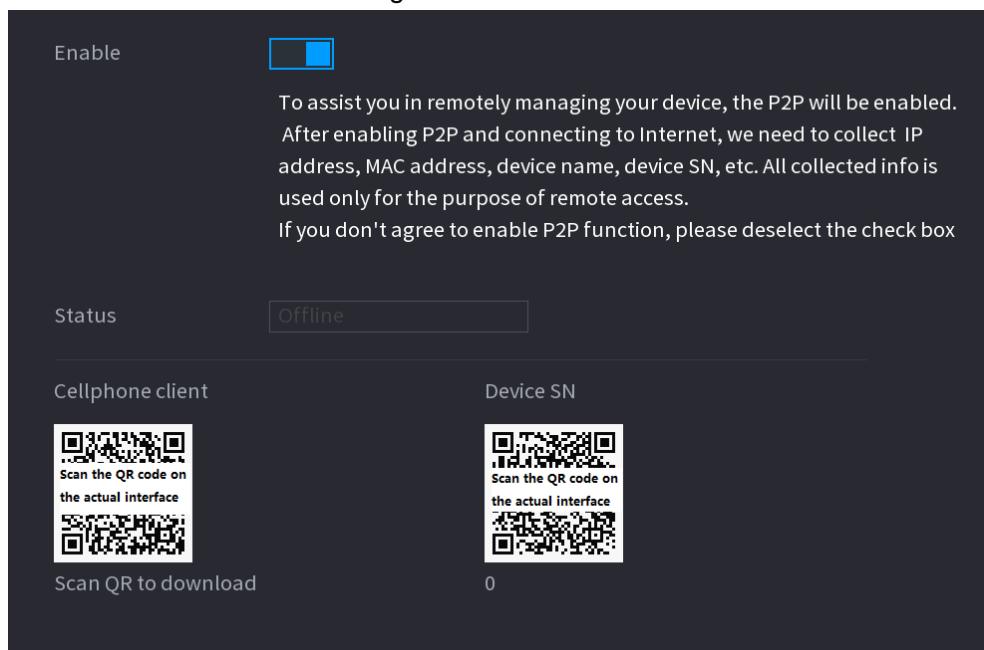 Enable
To assist you in remotely managing your device, the P2P will be enabled.
After enabling P2P and connecting to Internet, we need to collect IP
address, MAC address, device name, device SN, etc. All collected info is
used only for the purpose of remote access.
If you don't agree to enable P2P function, please deselect the check box
Status
Offline
Cellphone client
Device SN
Scan the QR code on
the actual interface
Scan the QR code on
the actual interface
Scan QR to download
0